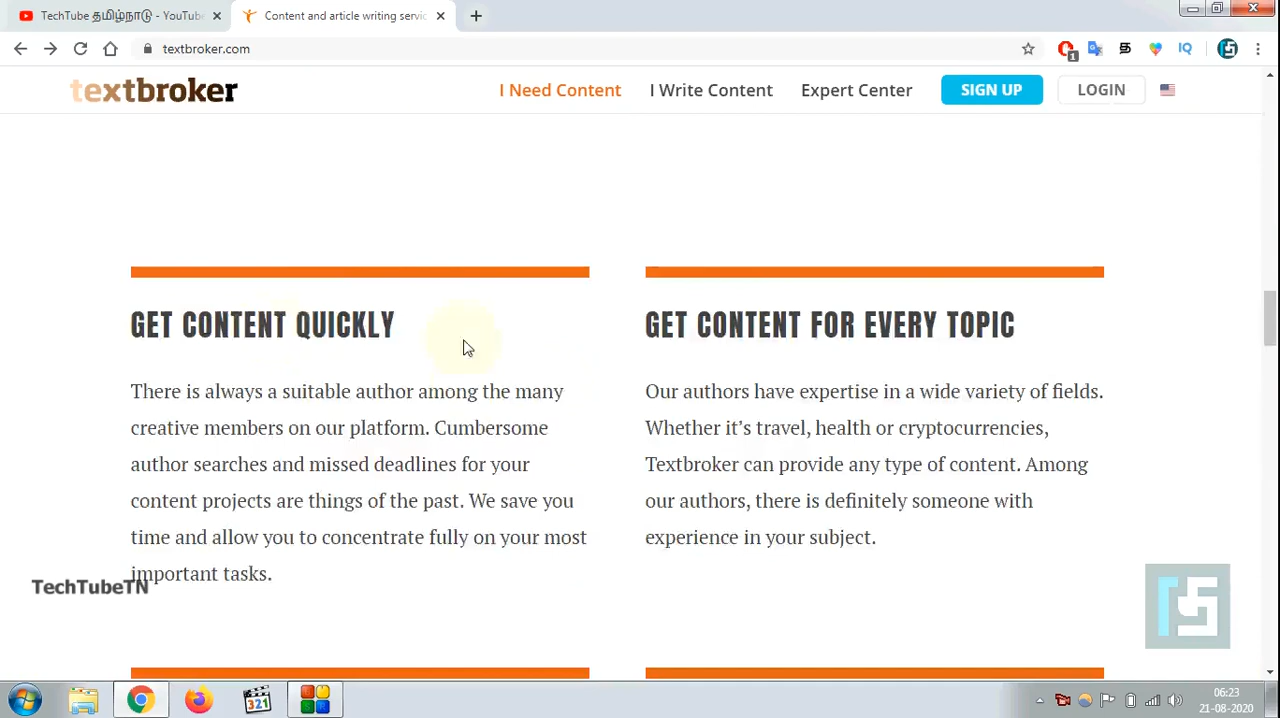 TechTube தமிழ்நாடு - YouTube
Content and article writing servic
textbroker.com
1
textbroker
I Need Content
I Write Content
Expert Center
SIGN UP
LOGIN
GET CONTENT QUICKLY
There is always a suitable author among the many
creative members on our platform. Cumbersome
author searches and missed deadlines for your
content projects are things of the past. We save you
time and allow you to concentrate fully on your most
important tasks.
GET CONTENT FOR EVERY TOPIC
Our authors have expertise in a wide variety of fields.
Whether it’s travel, health or cryptocurrencies,
Textbroker can provide any type of content. Among
our authors, there is definitely someone with
experience in your subject.
TechTubeTN
321
06:23
21-08-2020